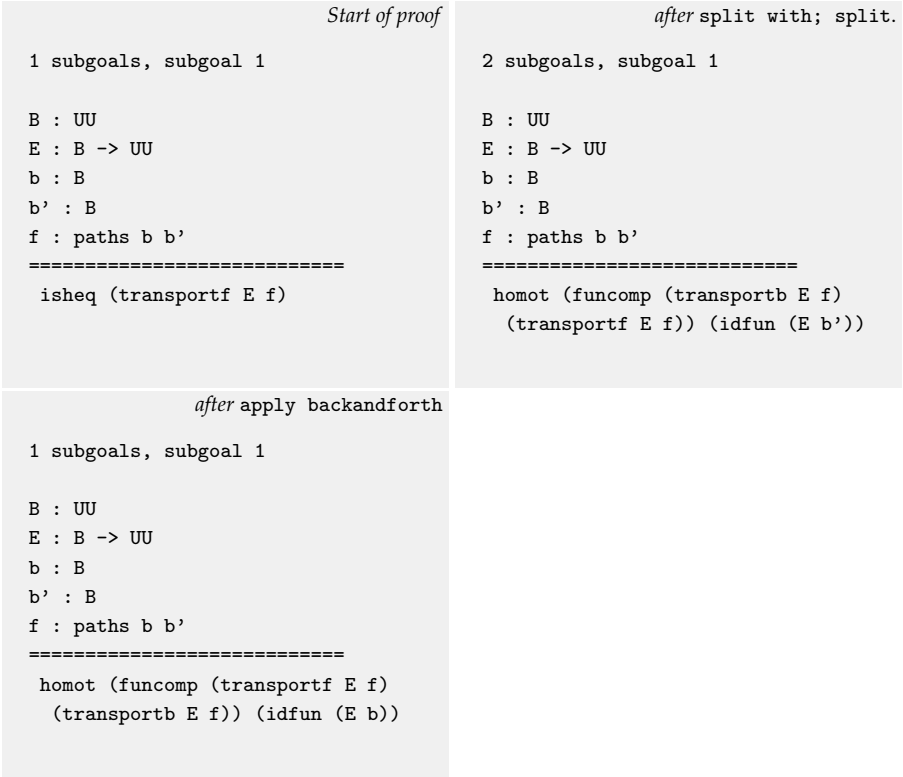 Start of proof
1 subgoals, subgoal 1
B : UU
E : B -> UU
b : B
b’ : B
f : paths b b’
============================
isheq (transportf E f)
after split with; split.
2 subgoals, subgoal 1
B : UU
E : B -> UU
b : B
b’ : B
f : paths b b’
============================
homot (funcomp (transportb E f)
(transportf E f)) (idfun (E b’))
after apply backandforth
1 subgoals, subgoal 1
B : UU
E : B -> UU
b : B
b’ : B
f : paths b b’
============================
homot (funcomp (transportf E f)
(transportb E f)) (idfun (E b))